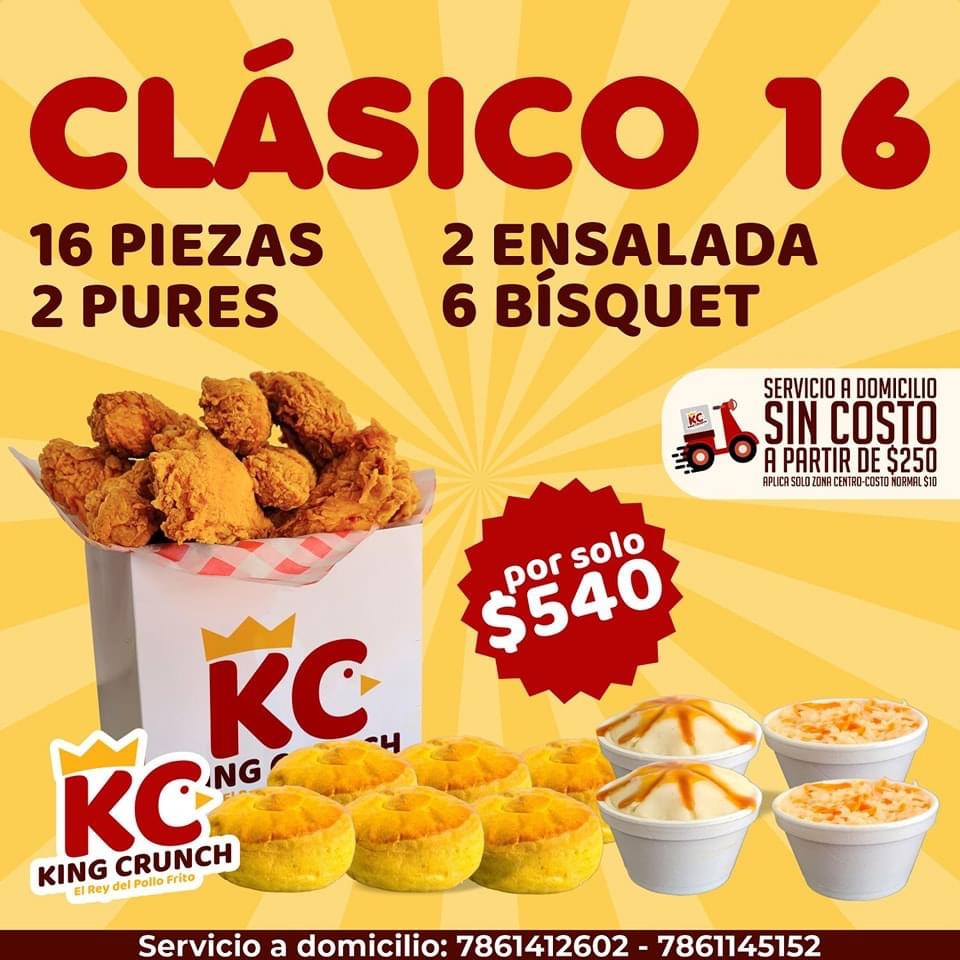 CLÁSICO 16
16 PIEZAS
2 PURES
2 ENSALADA
6 BÍSQUET
KC
SERVICIO A DOMICILIO
SIN COSTO
A PARTIR DE $250
APLICA SOLO ZONA CENTRO-COSTO NORMAL $10
por solo
$540
KC
KC
KING CRUNCH
El Rey del Pollo Frito
Servicio a domicilio: 7861412602 - 7861145152